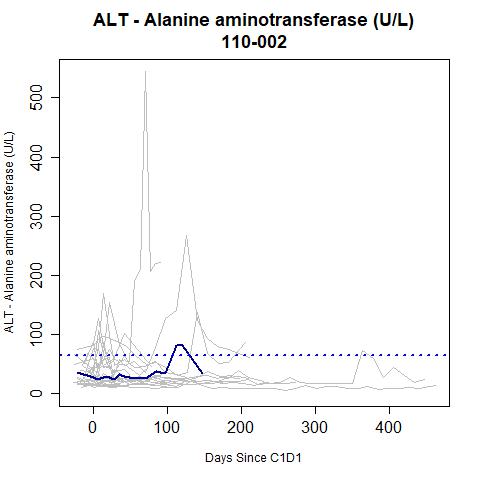 ALT - Alanine aminotransferase (U/L)
110-002
ALT - Alanine aminotransferase (U/L)
500
400
300
200
100
0
0 100 200 300 400
Days Since C1D1